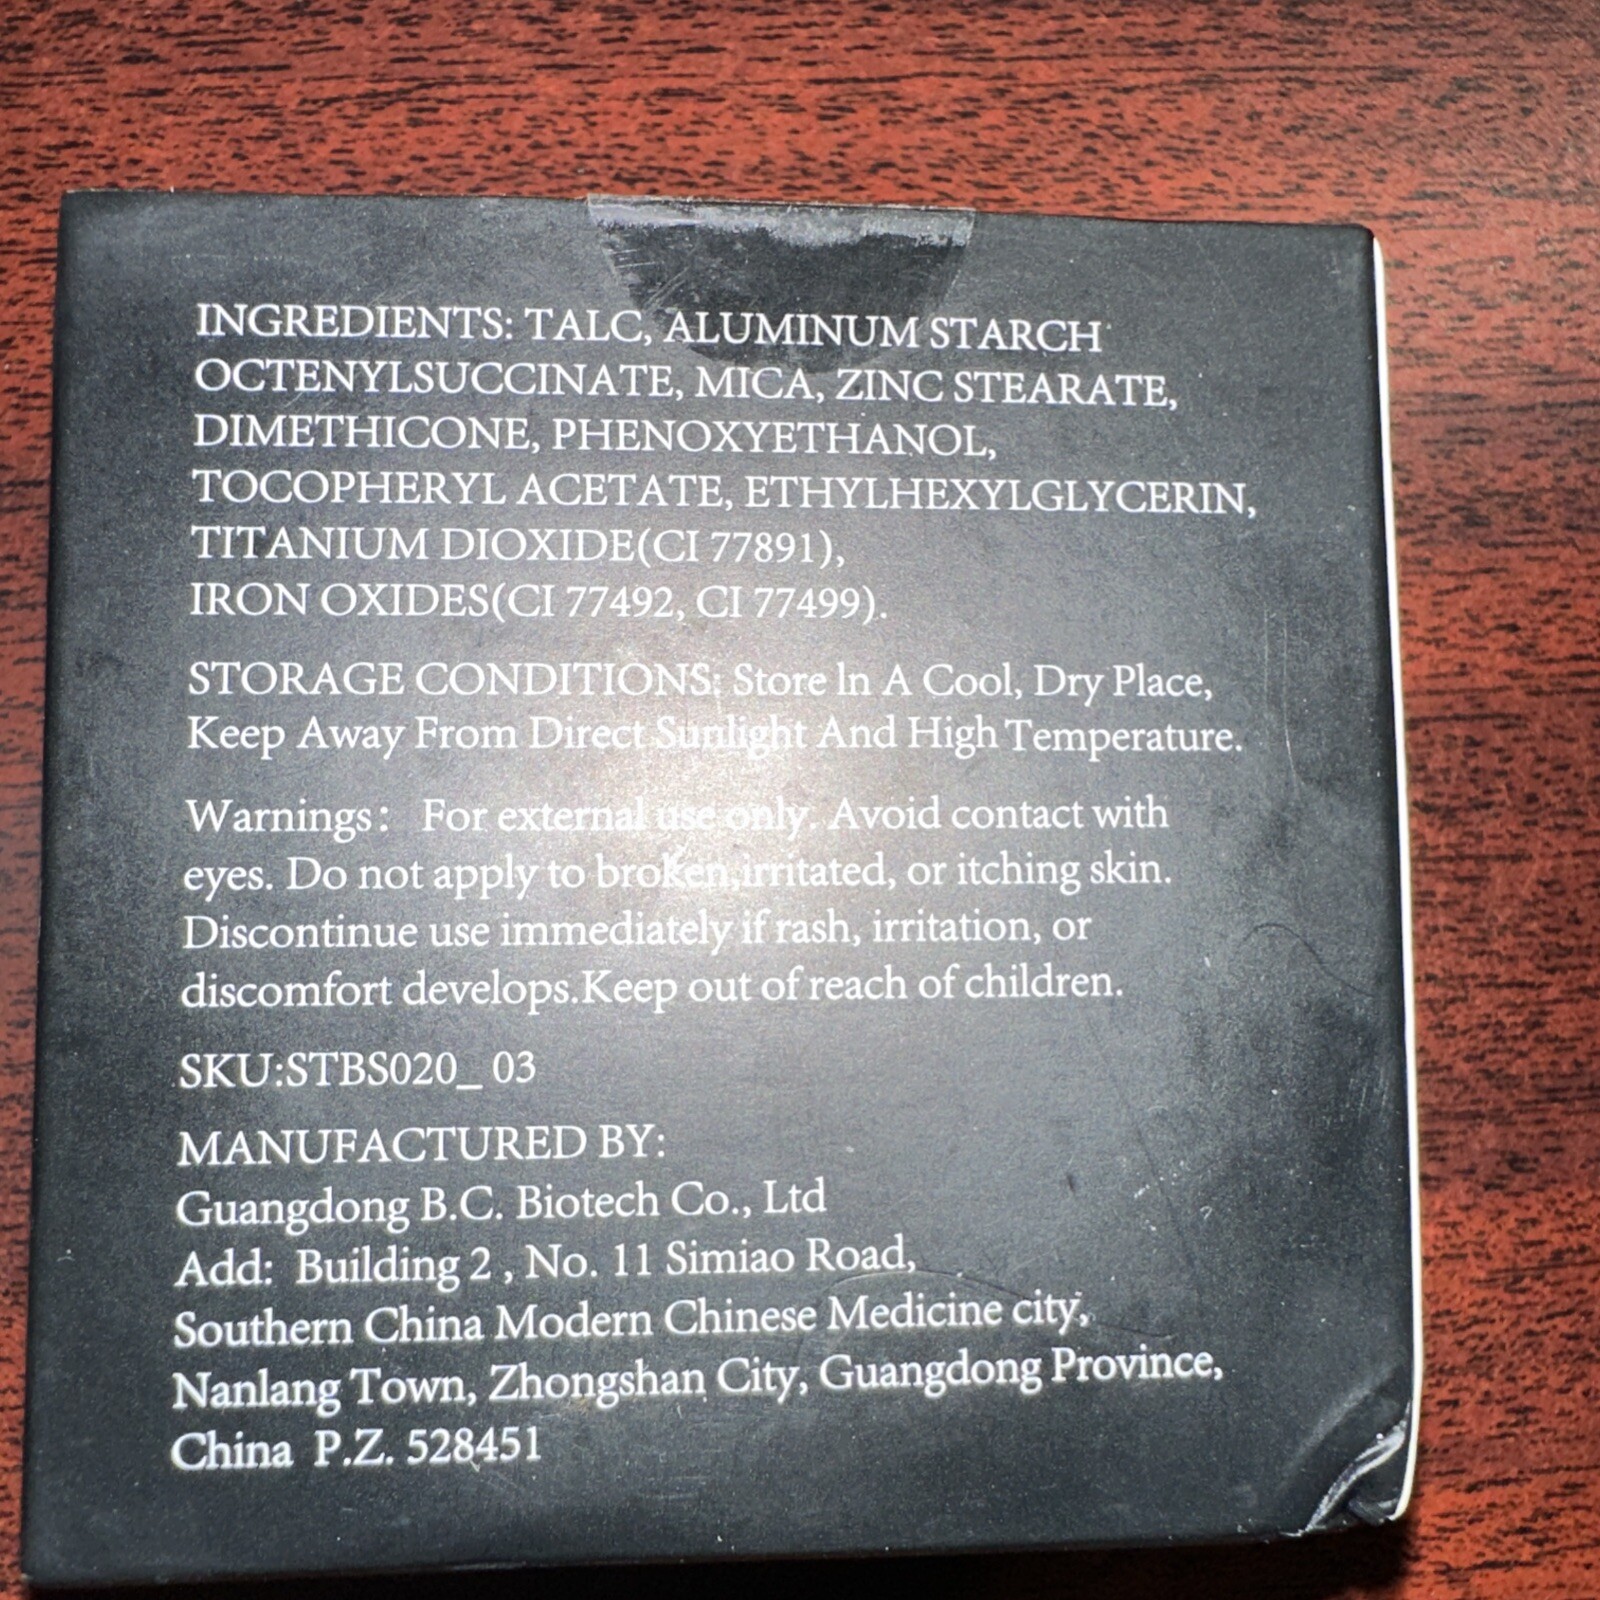 INGREDIENTS: TALC, ALUMINUM STARCH
OCTENYLSUCCINATE, MICA, ZINC STEARATE,
DIMETHICONE, PHENOXYETHANOL,
TOCOPHERYL ACETATE, ETHYLHEXYLGLYCERIN,
TITANIUM DIOXIDE(CI 77891),
IRON OXIDES(CI 77492, CI 77499).
STORAGE CONDITIONS: Store In A Cool, Dry Place,
Keep Away From Direct Sunlight And High Temperature.
Warnings: For external use only. Avoid contact with
eyes. Do not apply to broken,irritated, or itching skin.
Discontinue use immediately if rash, irritation, or
discomfort develops.Keep out of reach of children.
SKU:STBS020_ 03
MANUFACTURED BY:
Guangdong B.C. Biotech Co., Ltd
Add: Building 2 , No. 11 Simiao Road,
Southern China Modern Chinese Medicine city,
Nanlang Town, Zhongshan City, Guangdong Province,
China P.Z. 528451